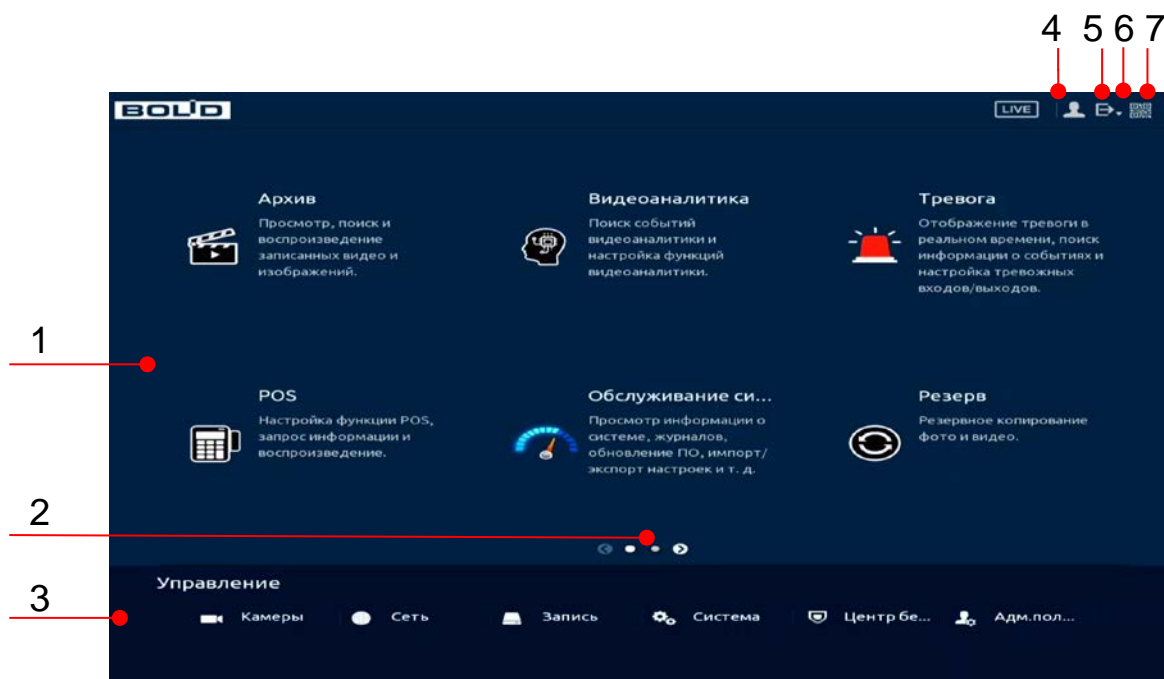 4 5 6 7
BOLID
LIVE
Архив
Просмотр, поиск и
воспроизведение
записанных видео и
изображений.
Видеоаналитика
Поиск событий
видеоаналитики и
настройка функций
видеоаналитики.
Тревога
Отображение тревоги в
реальном времени, поиск
информации о событиях и
настройка тревожных
входов/выходов.
1
POS
Настройка функции POS,
запрос информации и
воспроизведение.
Обслуживание си...
Просмотр информации о
системе, журналов,
обновление ПО, импорт/
экспорт настроек и т. д.
Резерв
Резервное копирование
фото и видео.
2
Управление
3
Камеры Сеть Запись Система Центр бе... Адм.пол...